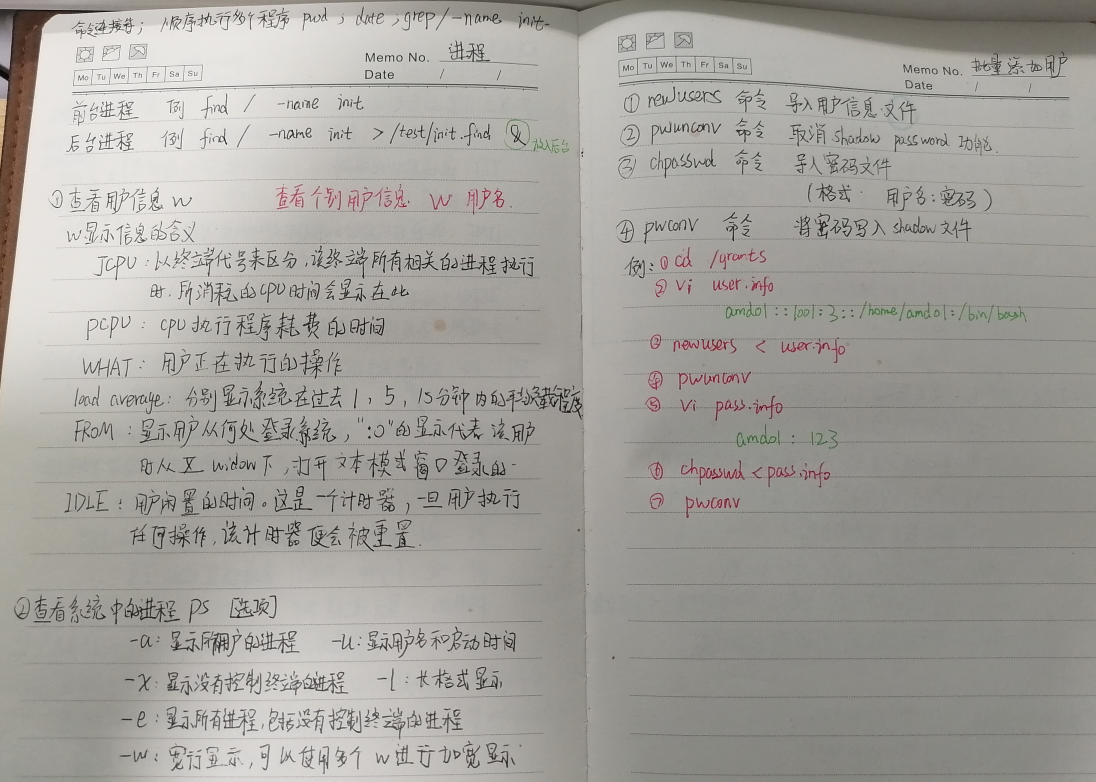 命令连接符； 顺序执行多个程序 pwd ; date ; grep / -name init
Memo No. 进程
Mo Tu We Th Fr Sa Su
Date / /
前台进程 例 find / -name init
后台进程 例 find / -name init > /test/init.find & 放入后台
①查看用户信息 w 查看个别用户信息 w 用户名.
w显示信息的含义
JCPU：以终端代号来区分，该终端所有相关的进程执行
时.所消耗的CPU时间会显示在此
PCPU：CPU执行程序耗费的时间
WHAT：用户正在执行的操作
load average：分别显示系统在过去1，5，15分钟内的平均负载程度
FROM：显示用户从何处登录系统，":0"的显示代表该用户
时从X widow下，打开文本模式窗口登录的.
IDLE：用户闲置的时间。这是一个计时器，一旦用户执行
任何操作，该计时器便会被重置.
②查看系统中的进程 ps [选项]
-a：显示所有用户的进程 -u：显示用户名和启动时间
-x：显示没有控制终端的进程 -l：长格式显示
-e：显示所有进程，包括没有控制终端的进程
-w：宽行显示，可以使用多个w进行加宽显示
Memo No. 批量添加用户
Mo Tu We Th Fr Sa Su
Date / /
① newusers 命令 导入用户信息文件
② pwunconv 命令 取消shadow password 功能.
③ chpasswd 命令 导入密码文件
(格式 用户名：密码)
④ pwconv 命令 将密码写入shadow文件
例：① cd /grants
② vi user.info
amdol::1001:3::/home/amdol:/bin/bash
③ newusers < user.info
④ pwunconv
⑤ vi pass.info
amdol : 123
⑥ chpasswd < pass.info
⑦ pwconv